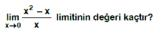 lim x→0 x² − x / x limitinin değeri kaçtır?